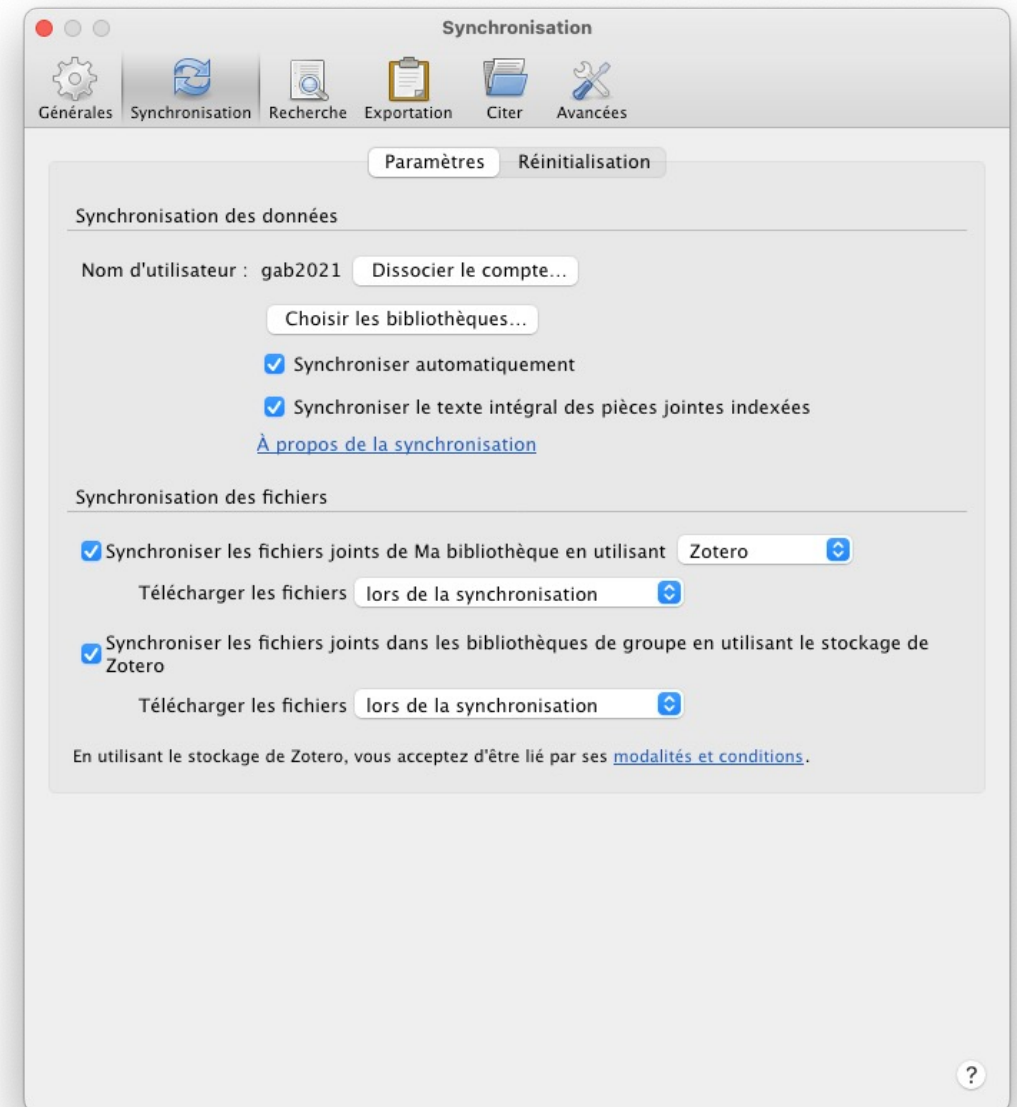 Synchronisation
Générales Synchronisation Recherche Exportation Citer Avancées
Paramètres Réinitialisation
Synchronisation des données
Nom d'utilisateur : gab2021 Dissocier le compte...
Choisir les bibliothèques...
Synchroniser automatiquement
Synchroniser le texte intégral des pièces jointes indexées
À propos de la synchronisation
Synchronisation des fichiers
Synchroniser les fichiers joints de Ma bibliothèque en utilisant Zotero
Télécharger les fichiers lors de la synchronisation
Synchroniser les fichiers joints dans les bibliothèques de groupe en utilisant le stockage de
Zotero
Télécharger les fichiers lors de la synchronisation
En utilisant le stockage de Zotero, vous acceptez d'être lié par ses modalités et conditions.
?